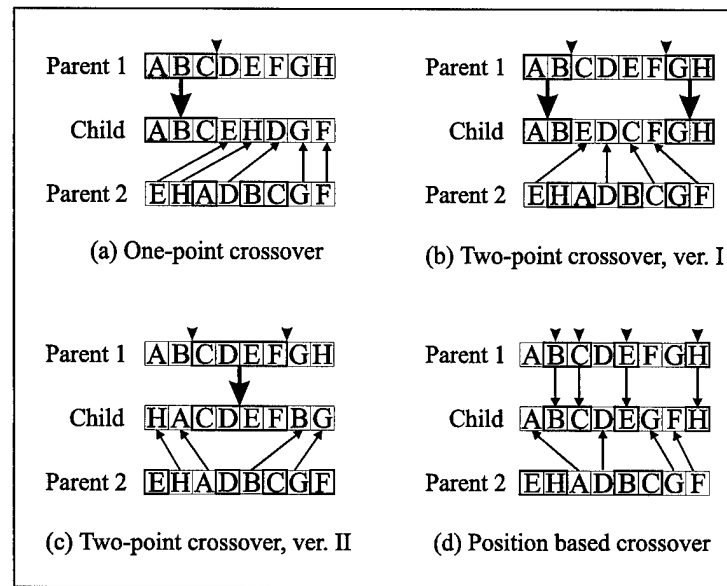 Parent 1 ABCDEFGH
Child ABCEHDGF
Parent 2 EHADBCGF
(a) One-point crossover
Parent 1 ABCDEFGH
Child ABEDCFGH
Parent 2 EHADBCGF
(b) Two-point crossover, ver. I
Parent 1 ABCDEFGH
Child HACDEFBG
Parent 2 EHADBCGF
(c) Two-point crossover, ver. II
Parent 1 ABCDEFGH
Child ABCDEGFH
Parent 2 EHADBCGF
(d) Position based crossover